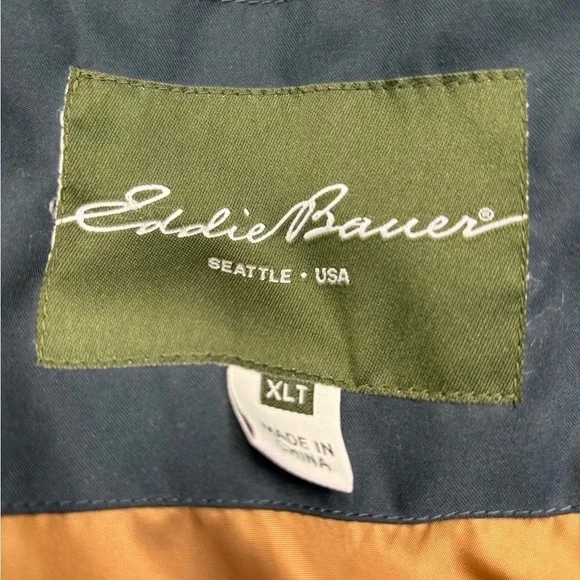 Eddie Bauer®
SEATTLE · USA
XLT
MADE IN
CHINA